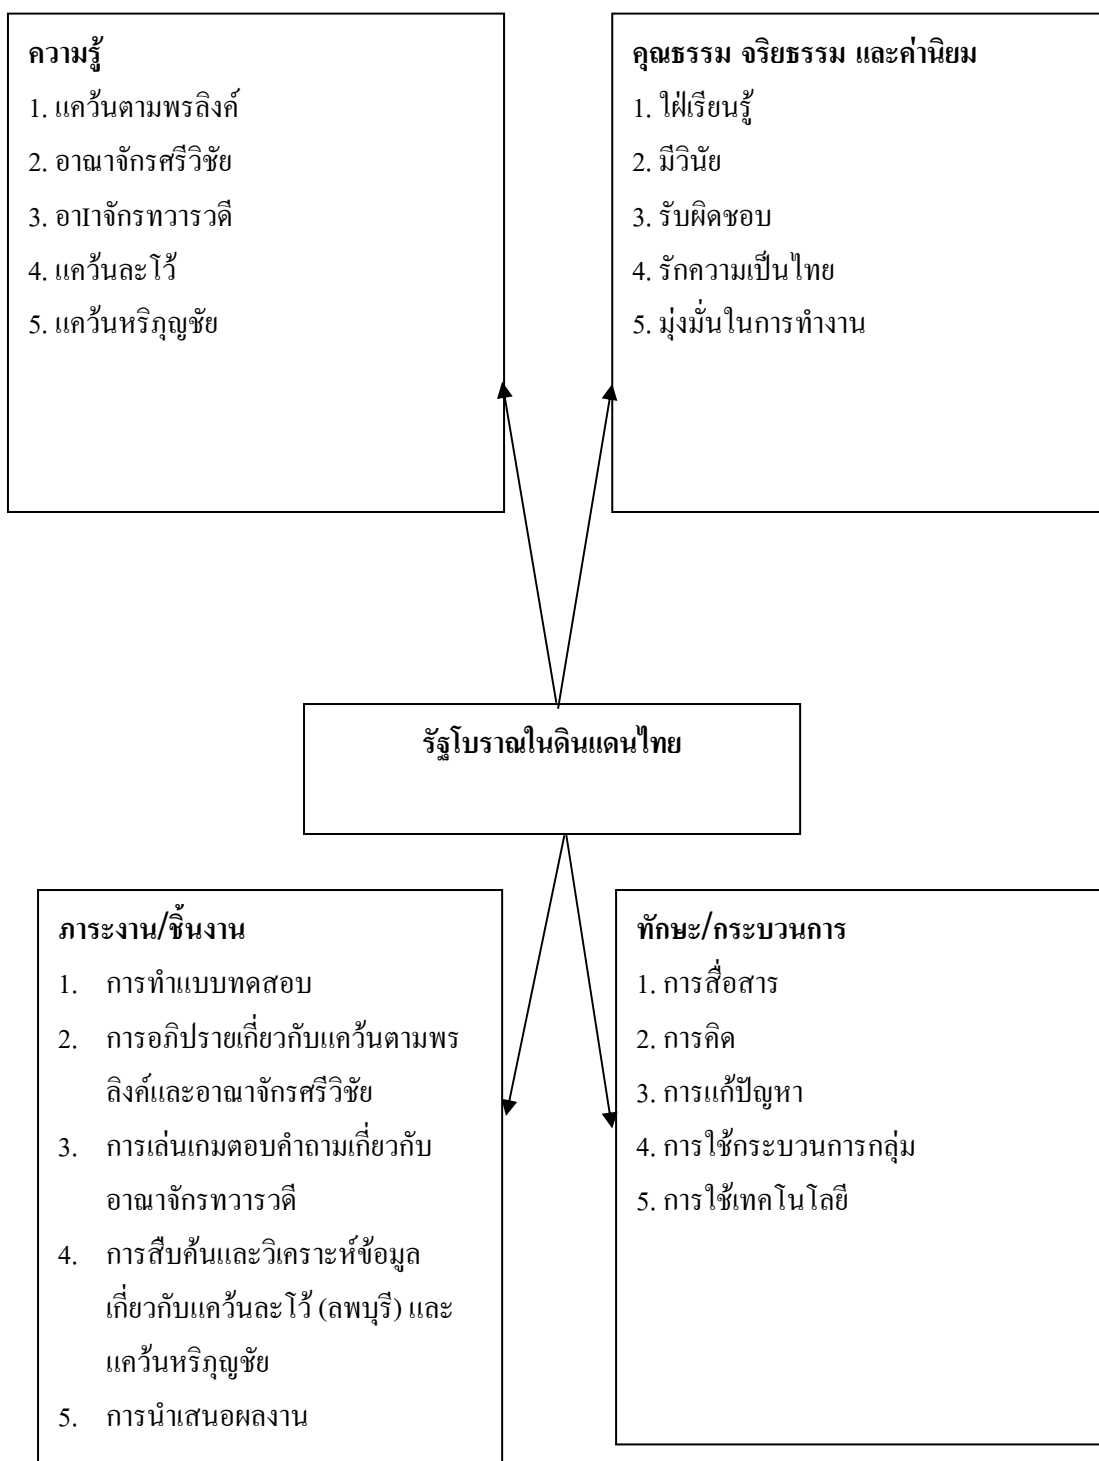 ความรู้
1. แคว้นตามพรลิงค์
2. อาณาจักรศรีวิชัย
3. อาIาจักรทวารวดี
4. แคว้นละโว้
5. แคว้นหริภุญชัย
คุณธรรม จริยธรรม และค่านิยม
1. ใฝ่เรียนรู้
2. มีวินัย
3. รับผิดชอบ
4. รักความเป็นไทย
5. มุ่งมั่นในการทำงาน
รัฐโบราณในดินแดนไทย
ภาระงาน/ชิ้นงาน
1. การทำแบบทดสอบ
2. การอภิปรายเกี่ยวกับแคว้นตามพร
ลิงค์และอาณาจักรศรีวิชัย
3. การเล่นเกมตอบคำถามเกี่ยวกับ
อาณาจักรทวารวดี
4. การสืบค้นและวิเคราะห์ข้อมูล
เกี่ยวกับแคว้นละโว้ (ลพบุรี) และ
แคว้นหริภุญชัย
5. การนำเสนอผลงาน
ทักษะ/กระบวนการ
1. การสื่อสาร
2. การคิด
3. การแก้ปัญหา
4. การใช้กระบวนการกลุ่ม
5. การใช้เทคโนโลยี